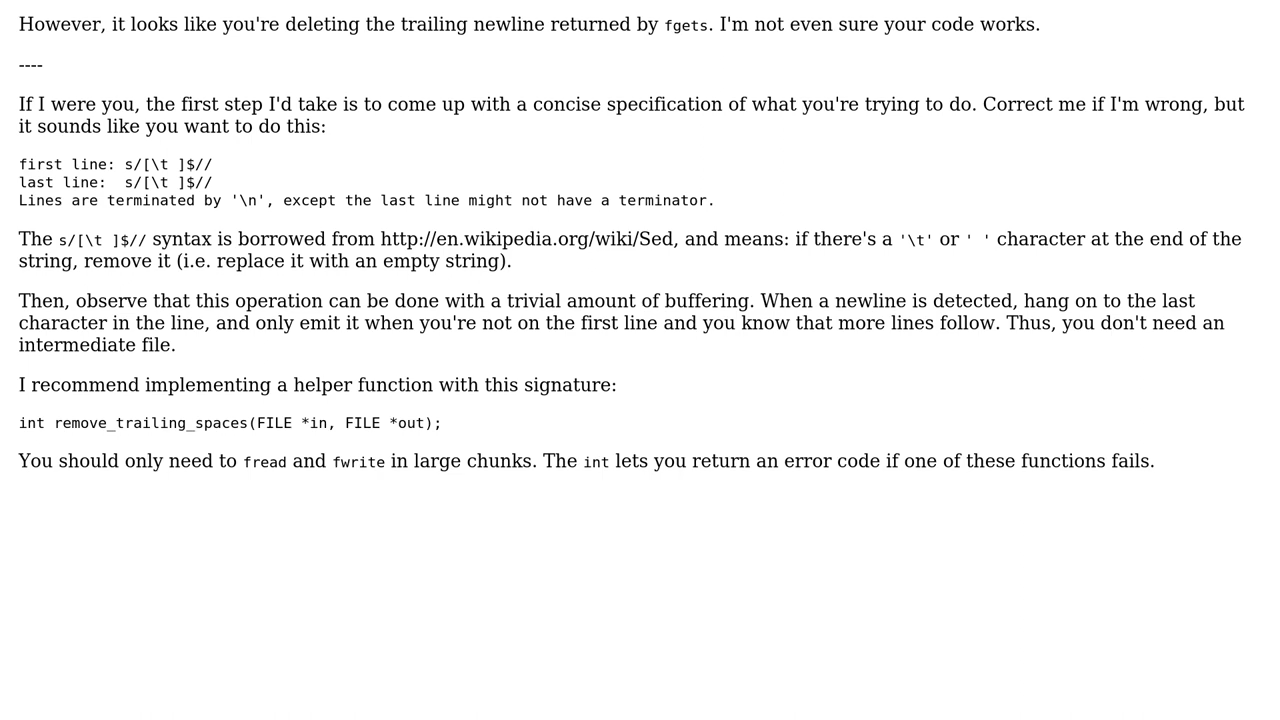 However, it looks like you're deleting the trailing newline returned by fgets. I'm not even sure your code works.
----
If I were you, the first step I'd take is to come up with a concise specification of what you're trying to do. Correct me if I'm wrong, but
it sounds like you want to do this:
first line: s/[\t ]$//
last line:  s/[\t ]$//
Lines are terminated by '\n', except the last line might not have a terminator.
The s/[\t ]$// syntax is borrowed from http://en.wikipedia.org/wiki/Sed, and means: if there's a '\t' or ' ' character at the end of the
string, remove it (i.e. replace it with an empty string).
Then, observe that this operation can be done with a trivial amount of buffering. When a newline is detected, hang on to the last
character in the line, and only emit it when you're not on the first line and you know that more lines follow. Thus, you don't need an
intermediate file.
I recommend implementing a helper function with this signature:
int remove_trailing_spaces(FILE *in, FILE *out);
You should only need to fread and fwrite in large chunks. The int lets you return an error code if one of these functions fails.